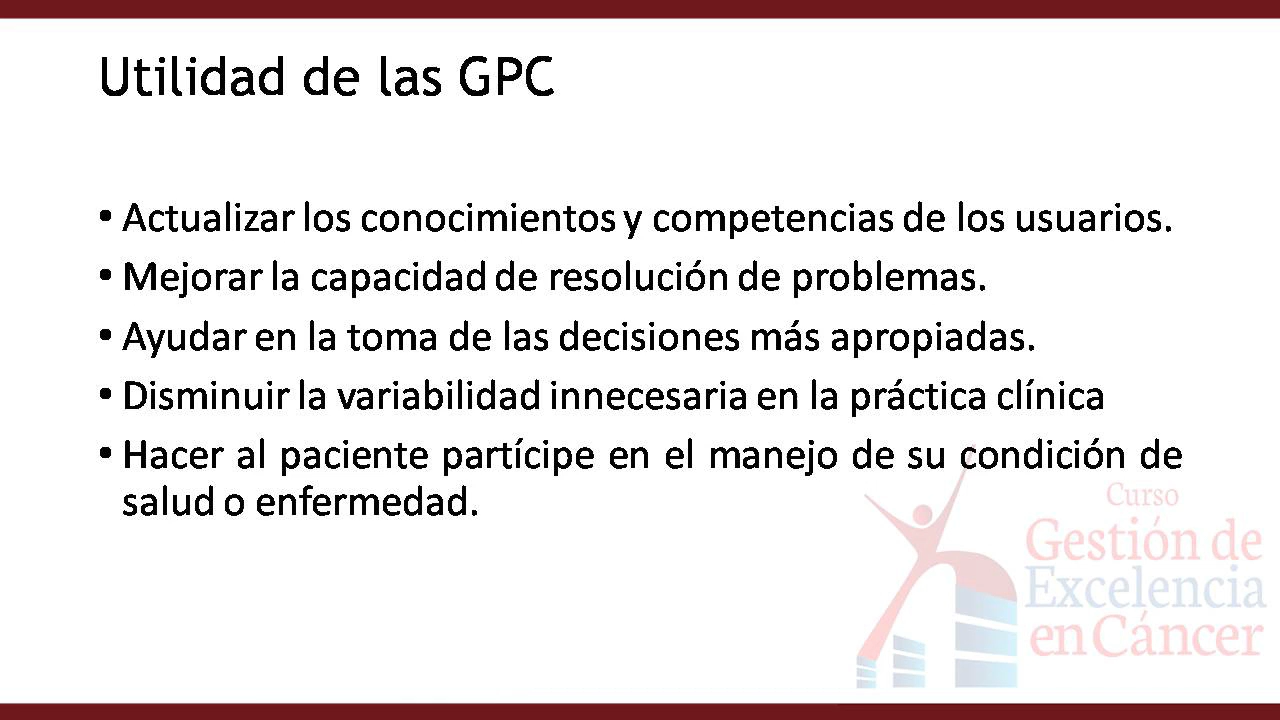 Utilidad de las GPC
• Actualizar los conocimientos y competencias de los usuarios.
• Mejorar la capacidad de resolución de problemas.
• Ayudar en la toma de las decisiones más apropiadas.
• Disminuir la variabilidad innecesaria en la práctica clínica
• Hacer al paciente partícipe en el manejo de su condición de
salud o enfermedad.
Curso
Gestión de
Excelencia
en Cáncer